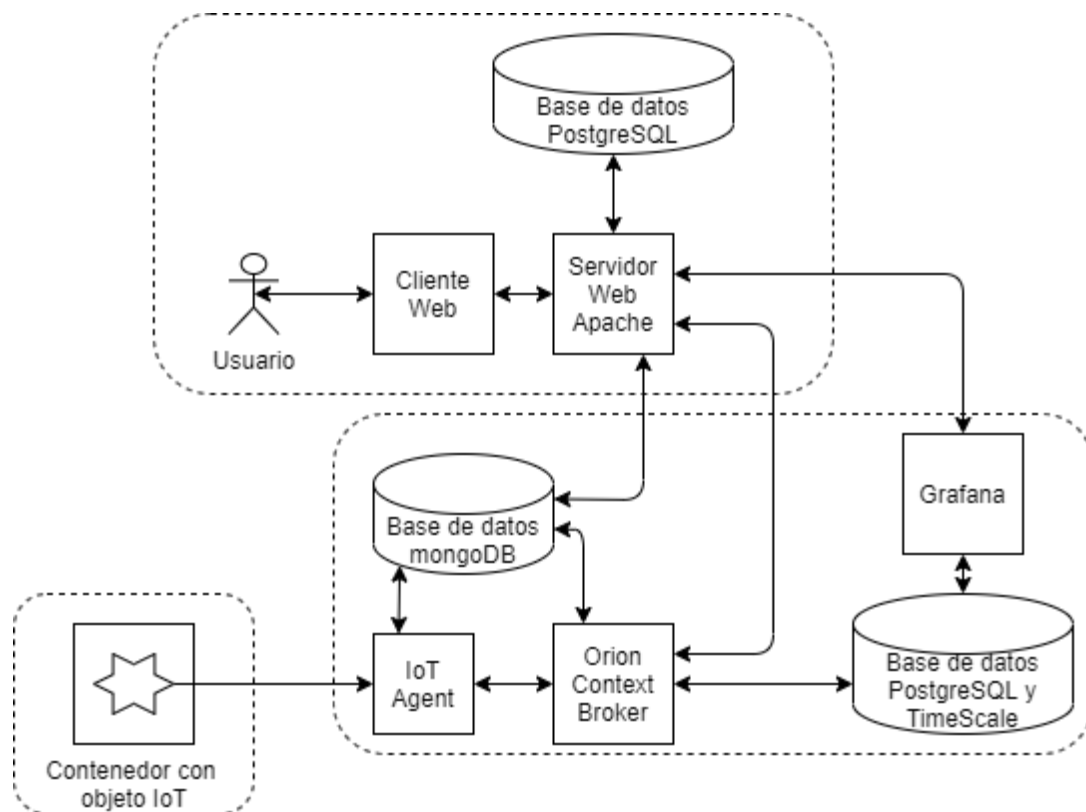 Base de datos
PostgreSQL
Cliente
Web
Servidor
Web
Apache
Usuario
Grafana
Base de datos
mongoDB
IoT
Agent
Orion
Context
Broker
Base de datos
PostgreSQL y
TimeScale
Contenedor con
objeto IoT